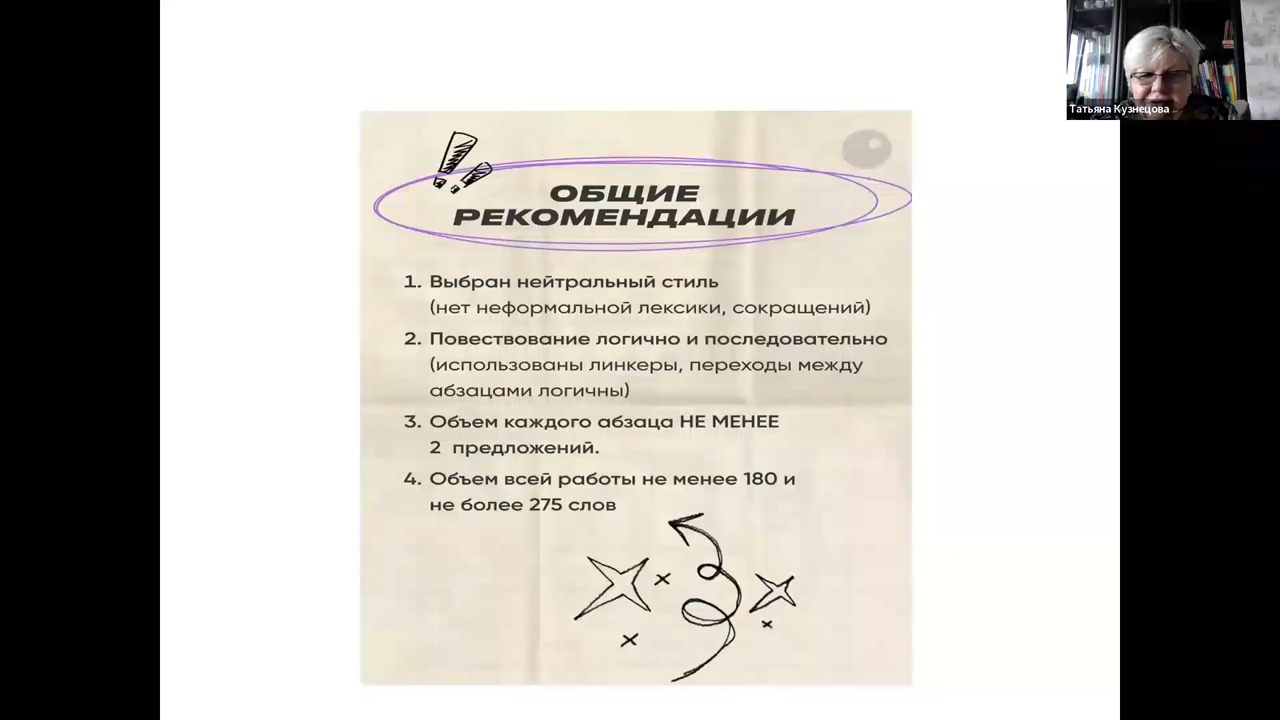 Татьяна Кузнецова
ОБЩИЕ
РЕКОМЕНДАЦИИ
1. Выбран нейтральный стиль
(нет неформальной лексики, сокращений)
2. Повествование логично и последовательно
(использованы линкеры, переходы между
абзацами логичны)
3. Объем каждого абзаца НЕ МЕНЕЕ
2 предложений.
4. Объем всей работы не менее 180 и
не более 275 слов